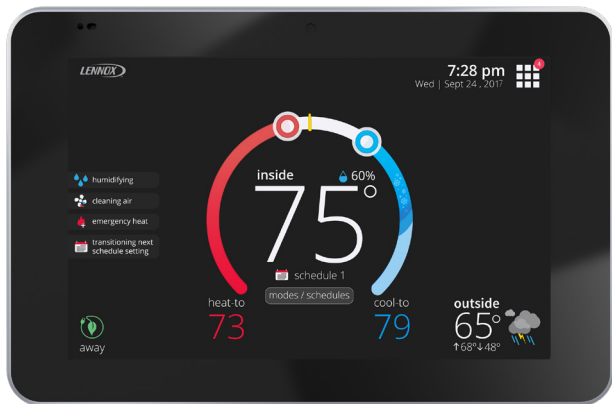 LENNOX
7:28 pm
4
Wed | Sept 24 , 2017
inside
60%
75°
humidifying
cleaning air
emergency heat
transitioning next
schedule setting
schedule 1
modes / schedules
heat-to
73
cool-to
79
outside
65°
↑68°↓48°
away